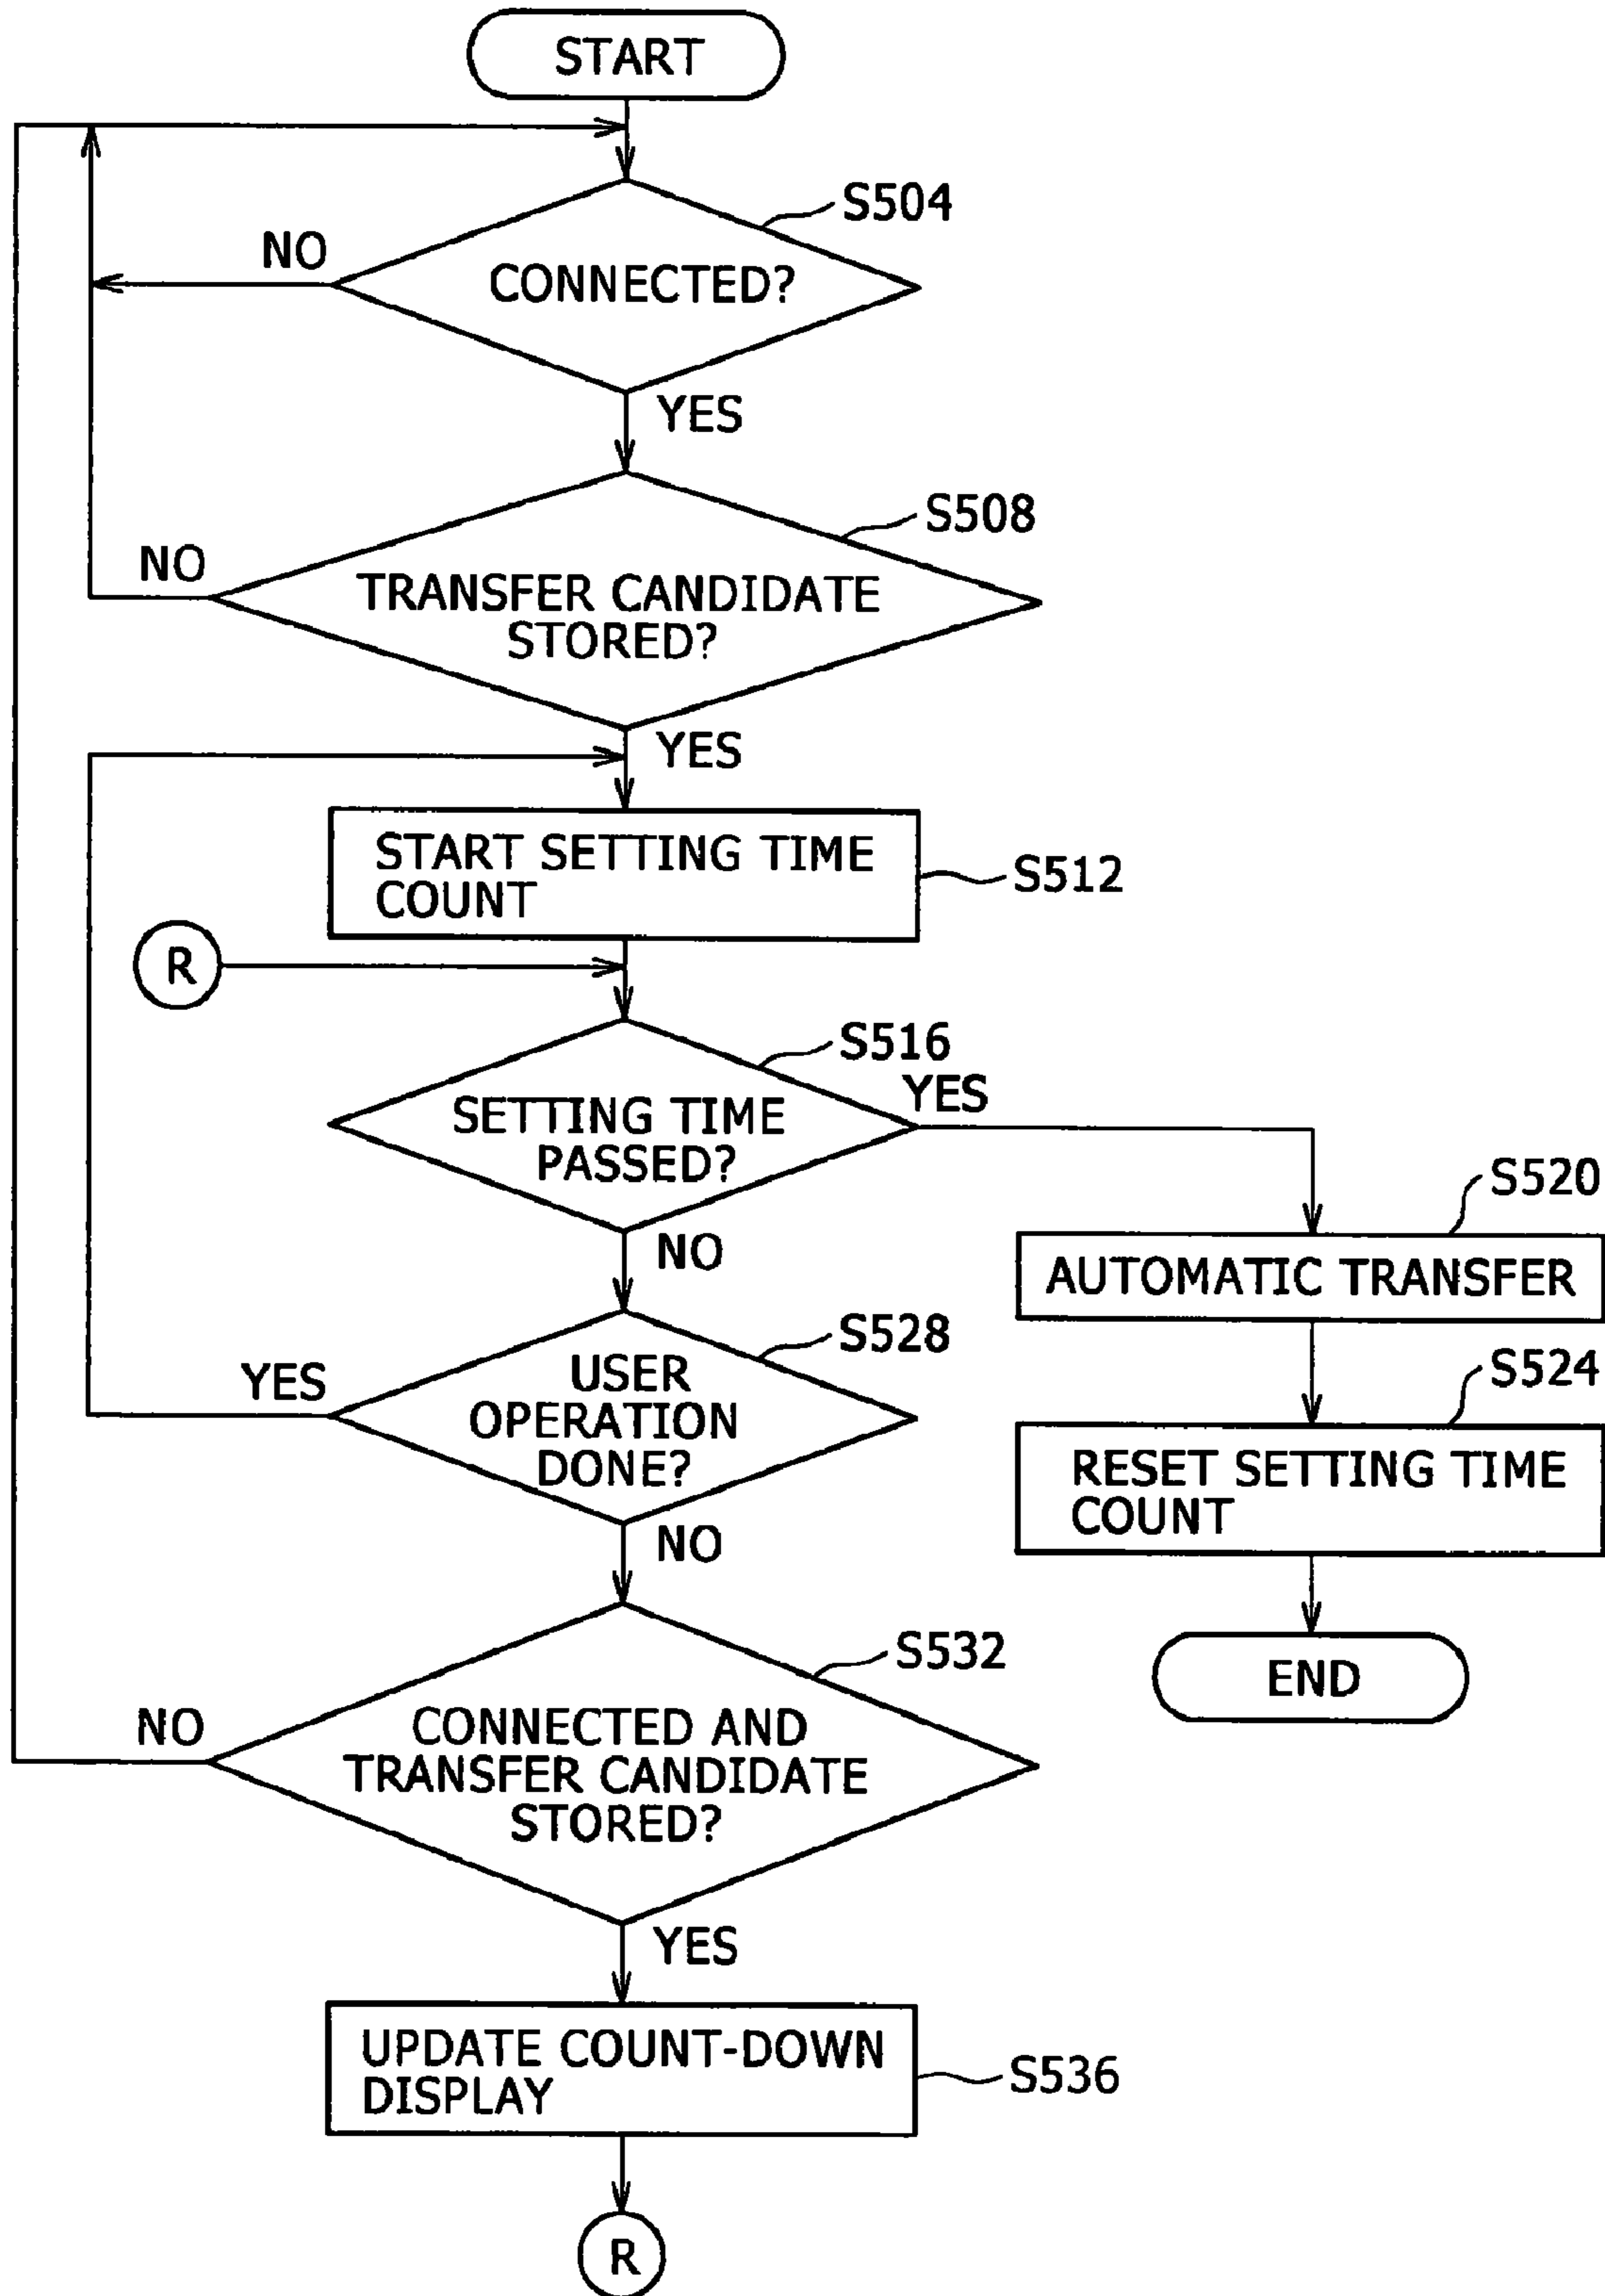 START
S504
NO
CONNECTED?
YES
S508
NO
TRANSFER CANDIDATE
STORED?
YES
START SETTING TIME
COUNT
S512
R
S516
YES
SETTING TIME
PASSED?
NO
S520
AUTOMATIC TRANSFER
S528
YES
USER
OPERATION
DONE?
NO
S524
RESET SETTING TIME
COUNT
END
S532
NO
CONNECTED AND
TRANSFER CANDIDATE
STORED?
YES
UPDATE COUNT-DOWN
DISPLAY
S536
R